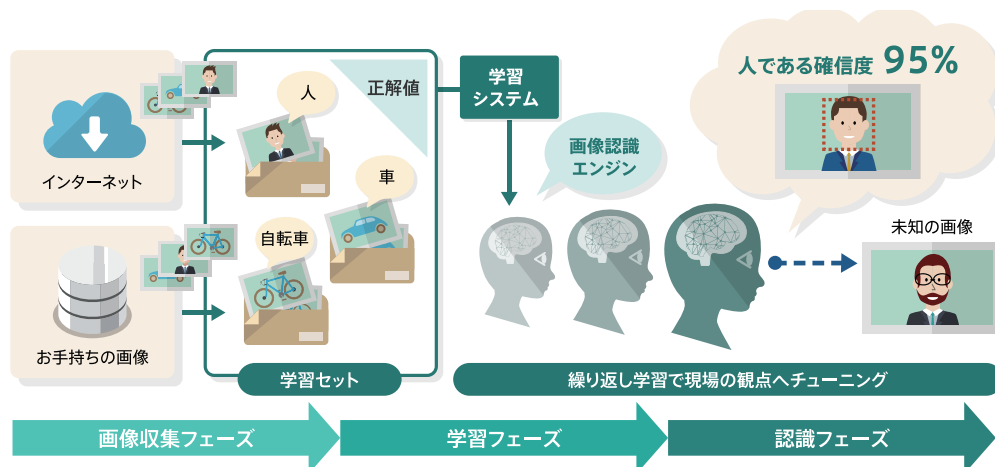 インターネット
お手持ちの画像
正解値
人
車
自転車
学習セット
学習
システム
画像認識
エンジン
人である確信度 95%
未知の画像
繰り返し学習で現場の観点へチューニング
画像収集フェーズ
学習フェーズ
認識フェーズ